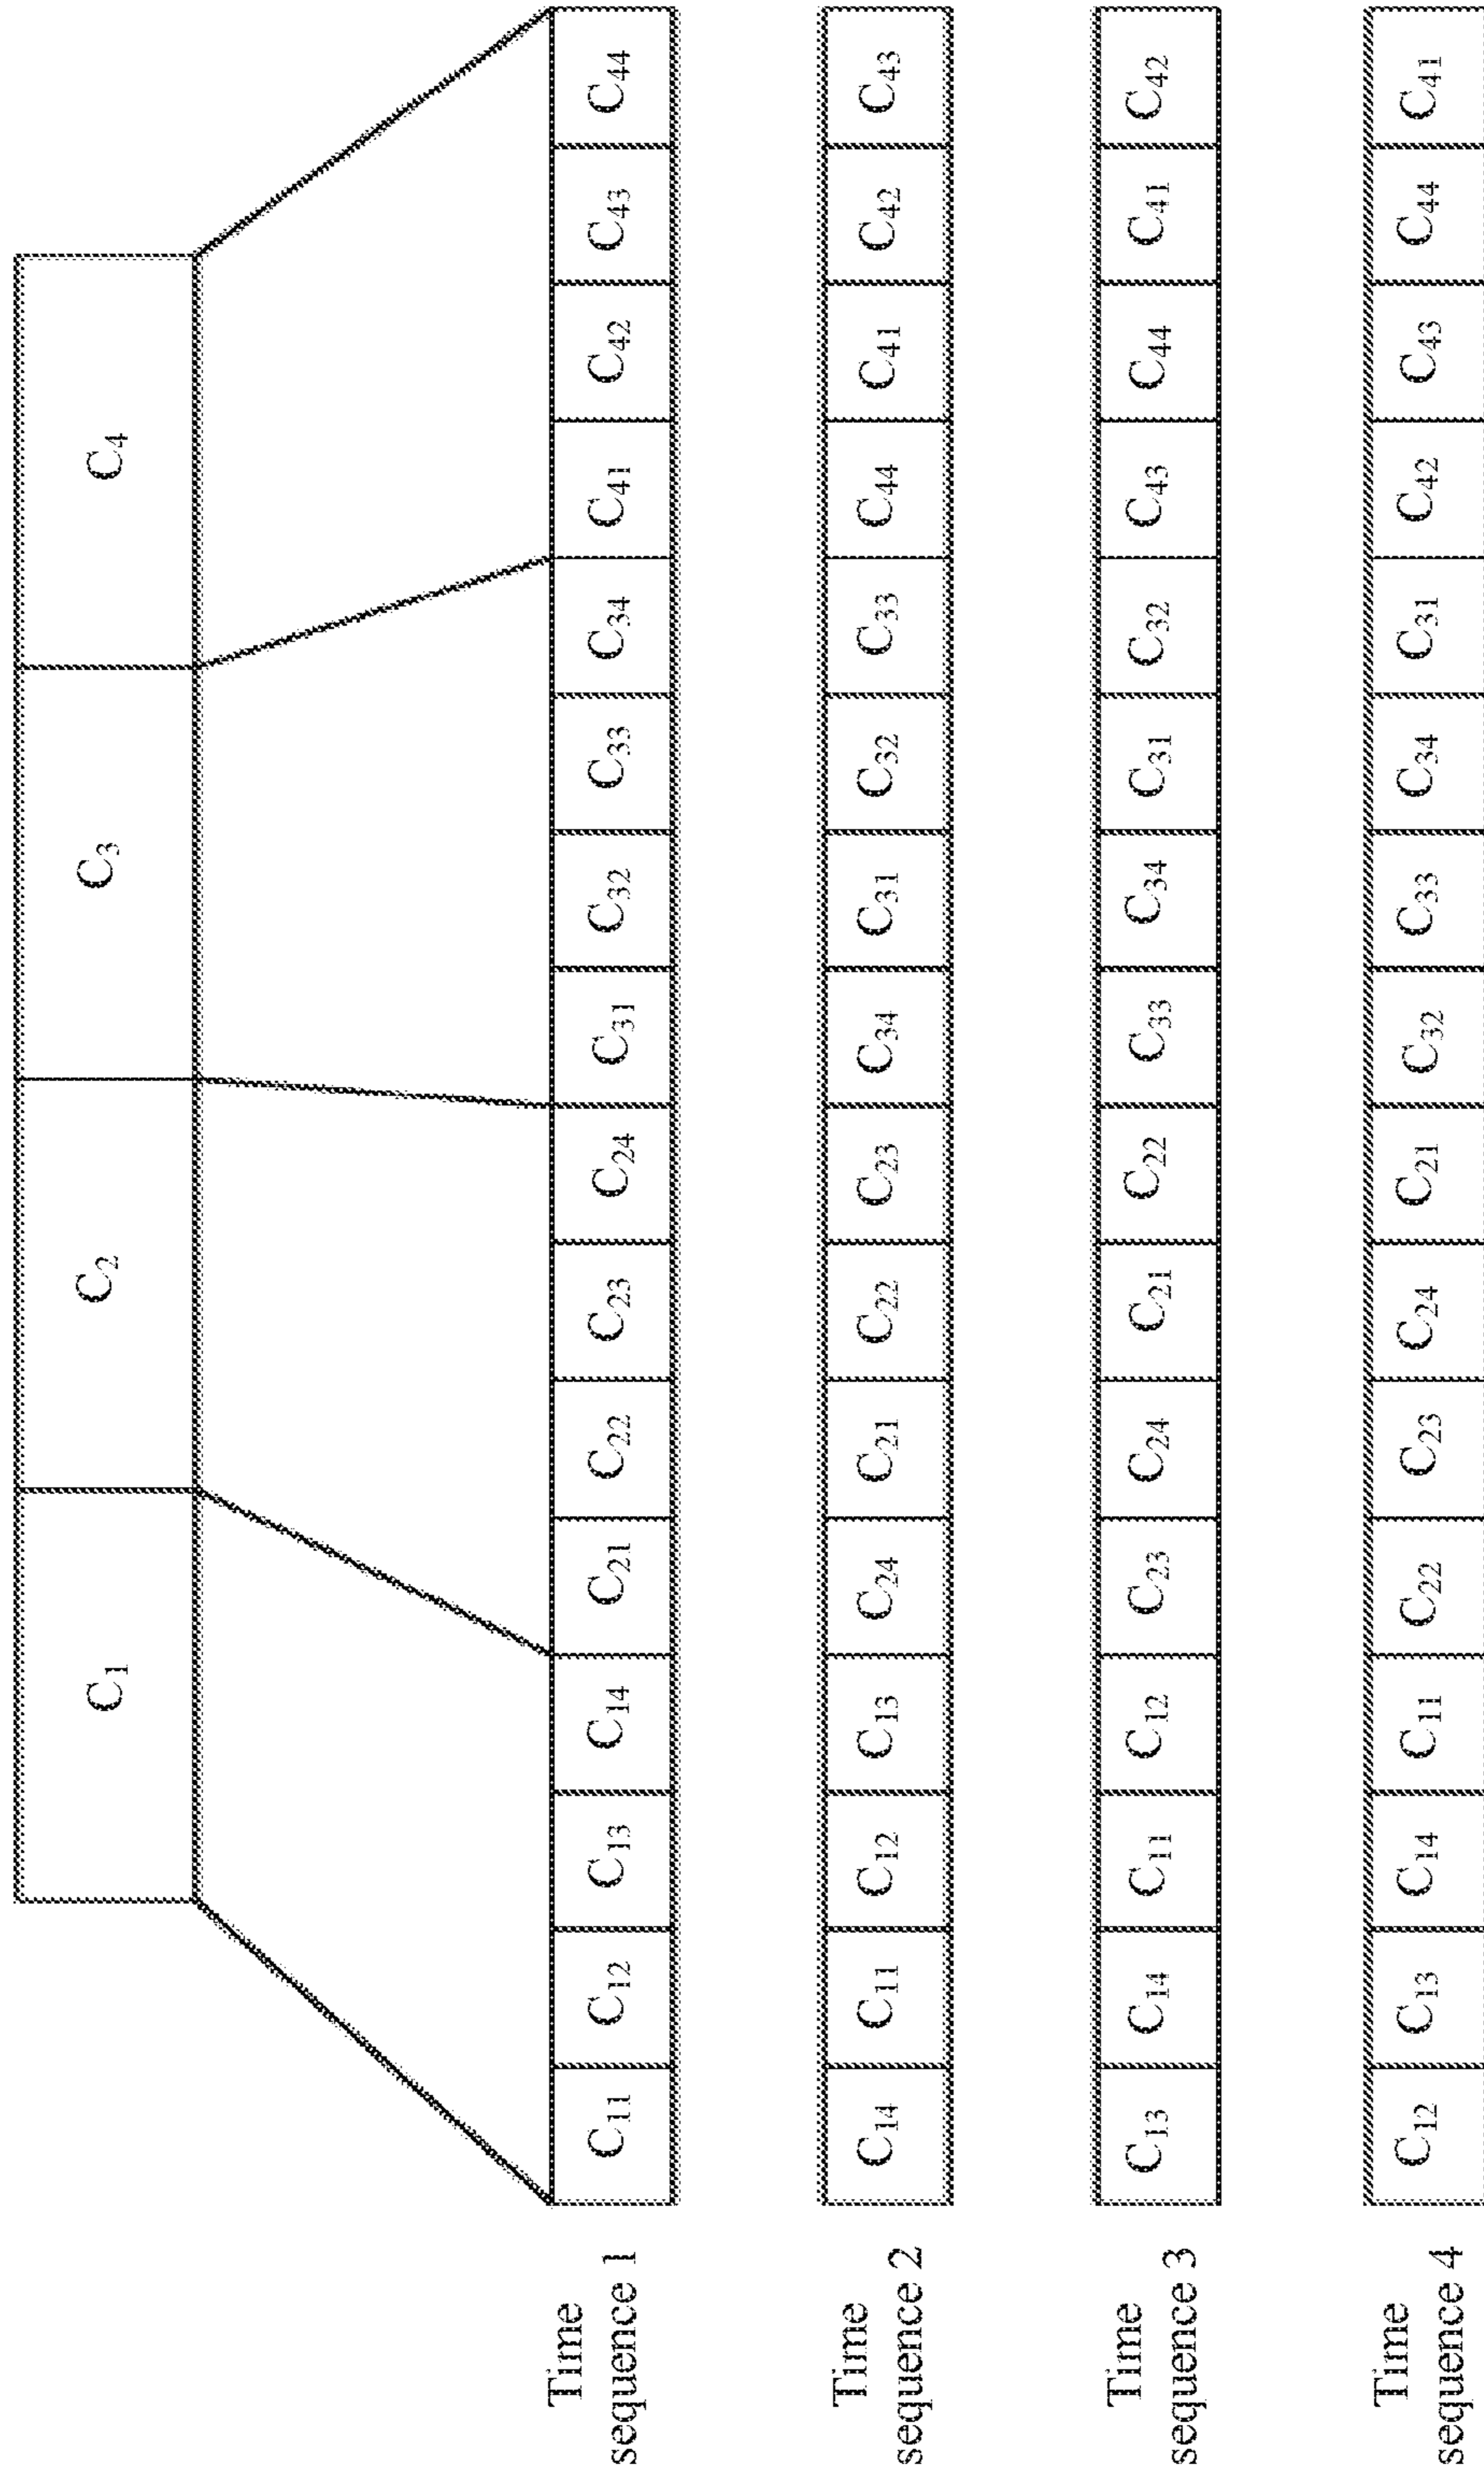 C1 C2 C3 C4
Time
sequence 1
C11 C12 C13 C14 C21 C22 C23 C24 C31 C32 C33 C34 C41 C42 C43 C44
Time
sequence 2
C14 C11 C12 C13 C24 C21 C22 C23 C34 C31 C32 C33 C44 C41 C42 C43
Time
sequence 3
C13 C14 C11 C12 C23 C24 C21 C22 C33 C34 C31 C32 C43 C44 C41 C42
Time
sequence 4
C12 C13 C14 C11 C22 C23 C24 C21 C32 C33 C34 C31 C42 C43 C44 C41